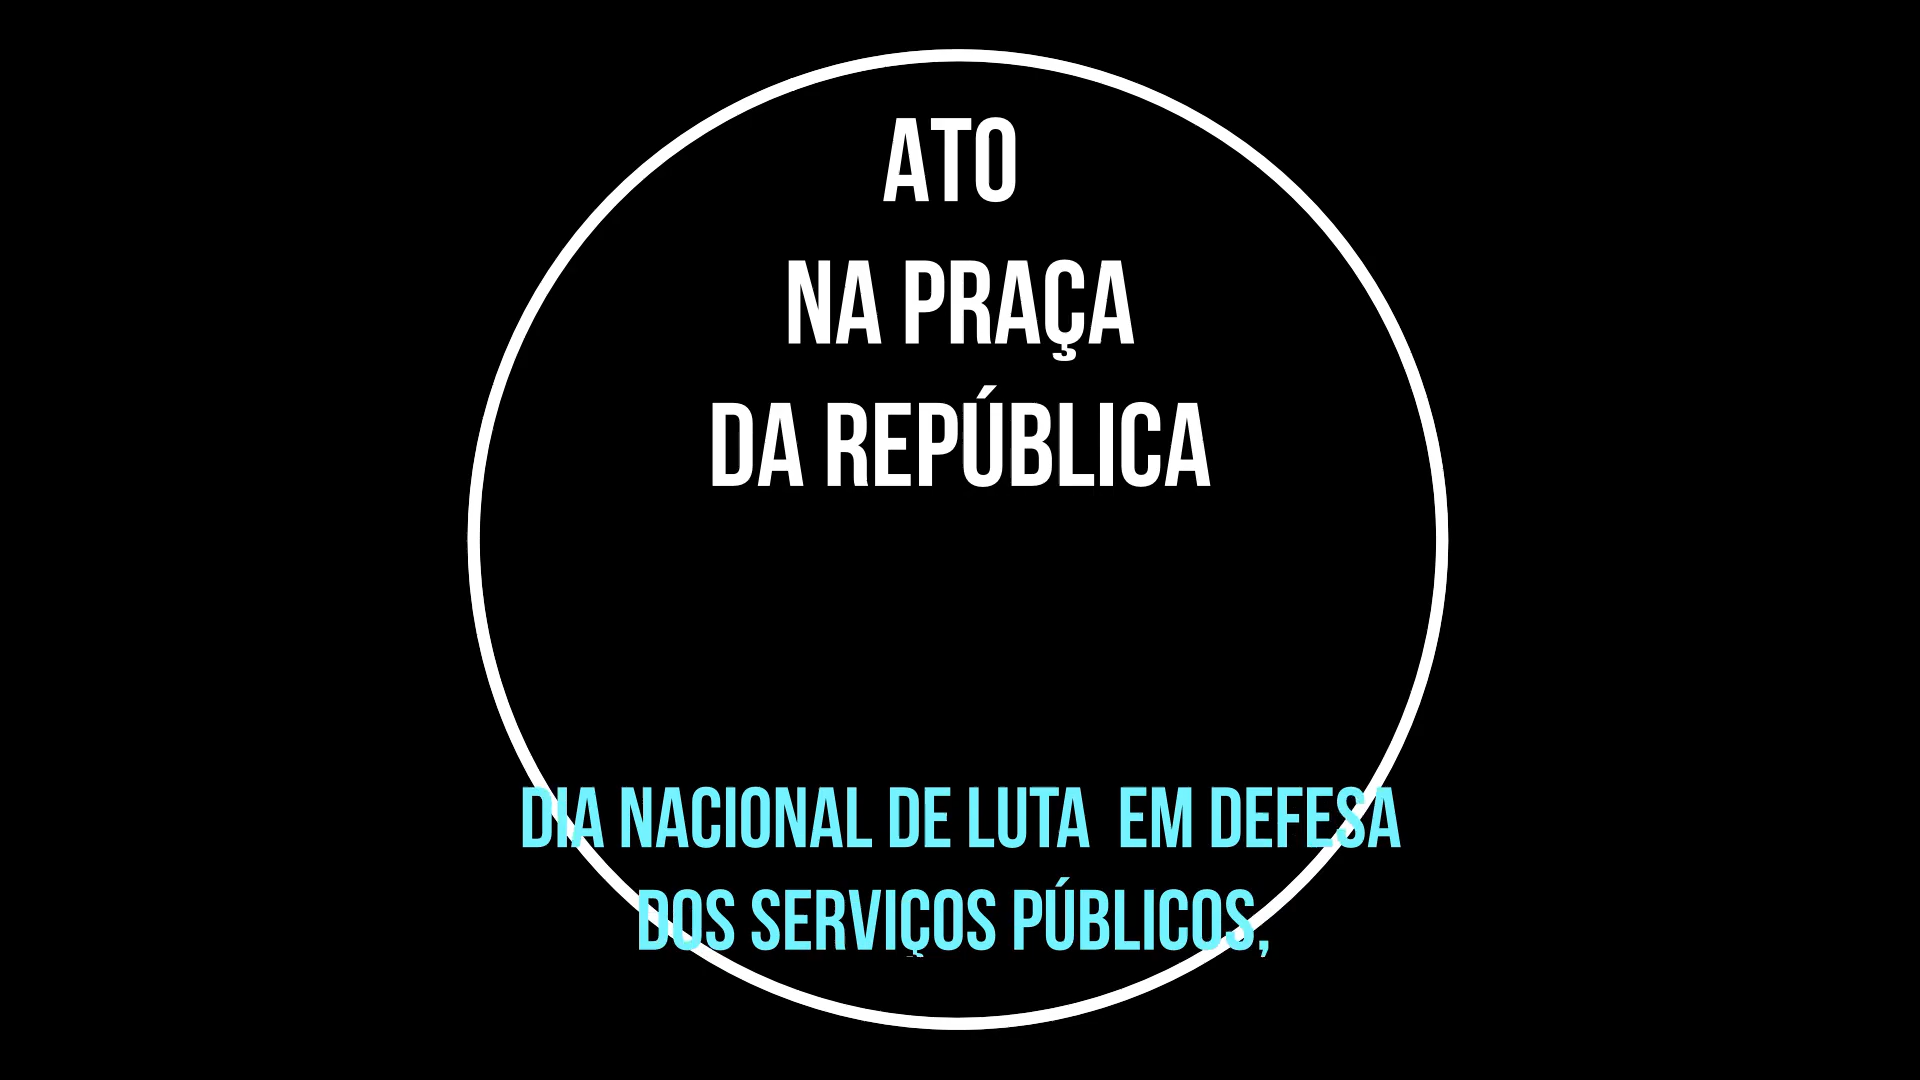 ATO
NA PRAÇA
DA REPÚBLICA
DIA NACIONAL DE LUTA  EM DEFESA
DOS SERVIÇOS PÚBLICOS,